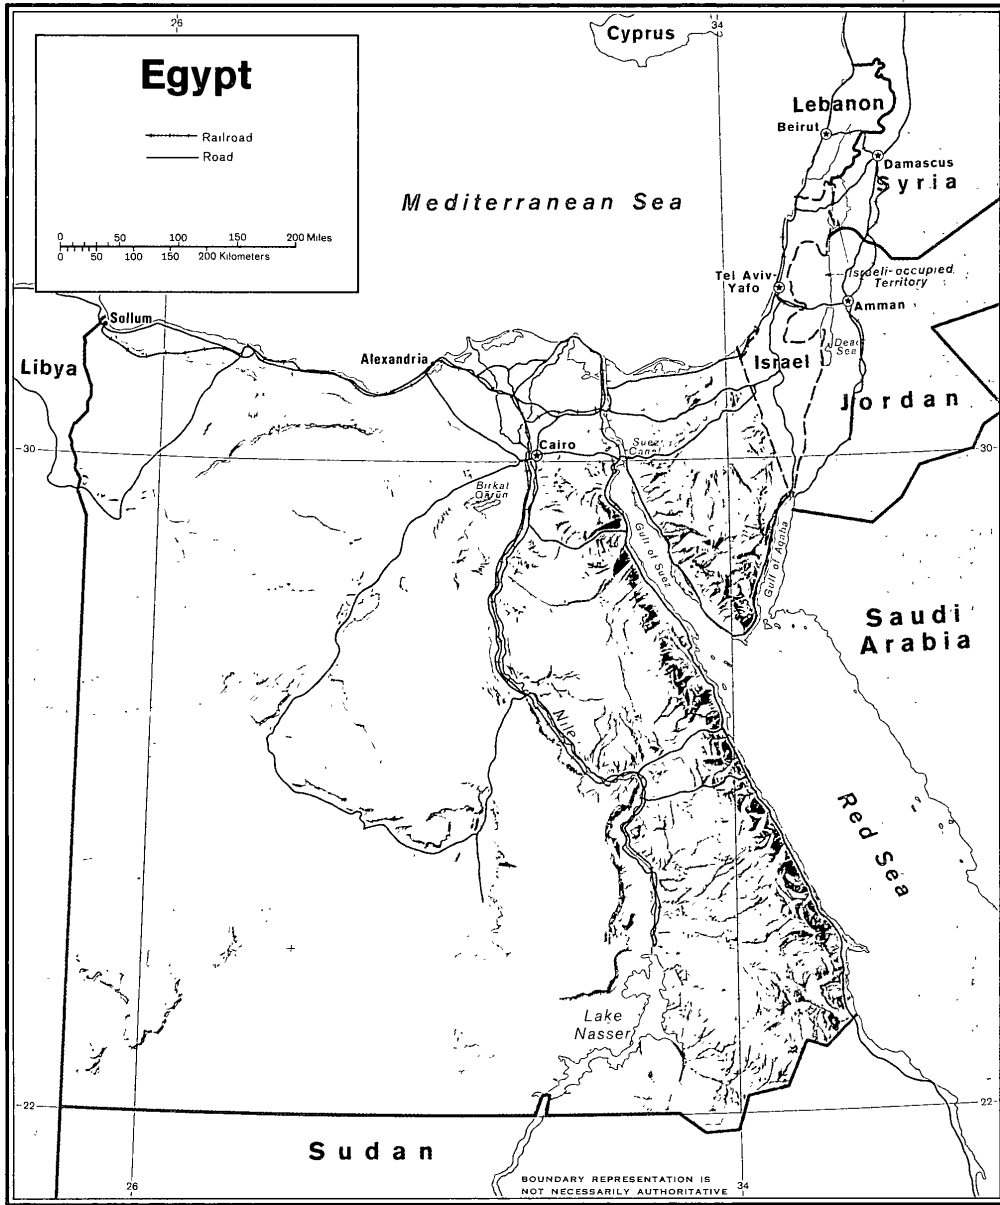 26
34
Cyprus
Egypt
Railroad
Road
0 50 100 150 200 Miles
0 50 100 150 200 Kilometers
Lebanon
Beirut
Damascus
Syria
Mediterranean Sea
Tel Aviv-
Yafo
Israeli-occupied
Territory
Amman
Sollum
Alexandria
Dead
Sea
Israel
Libya
Jordan
30
Cairo
Suez
Canal
30
Birkat
Qārūn
Gulf of Suez
Gulf of Aqaba
Saudi
Arabia
Nile
Red Sea
Lake
Nasser
22
22
Sudan
26
34
BOUNDARY REPRESENTATION IS
NOT NECESSARILY AUTHORITATIVE